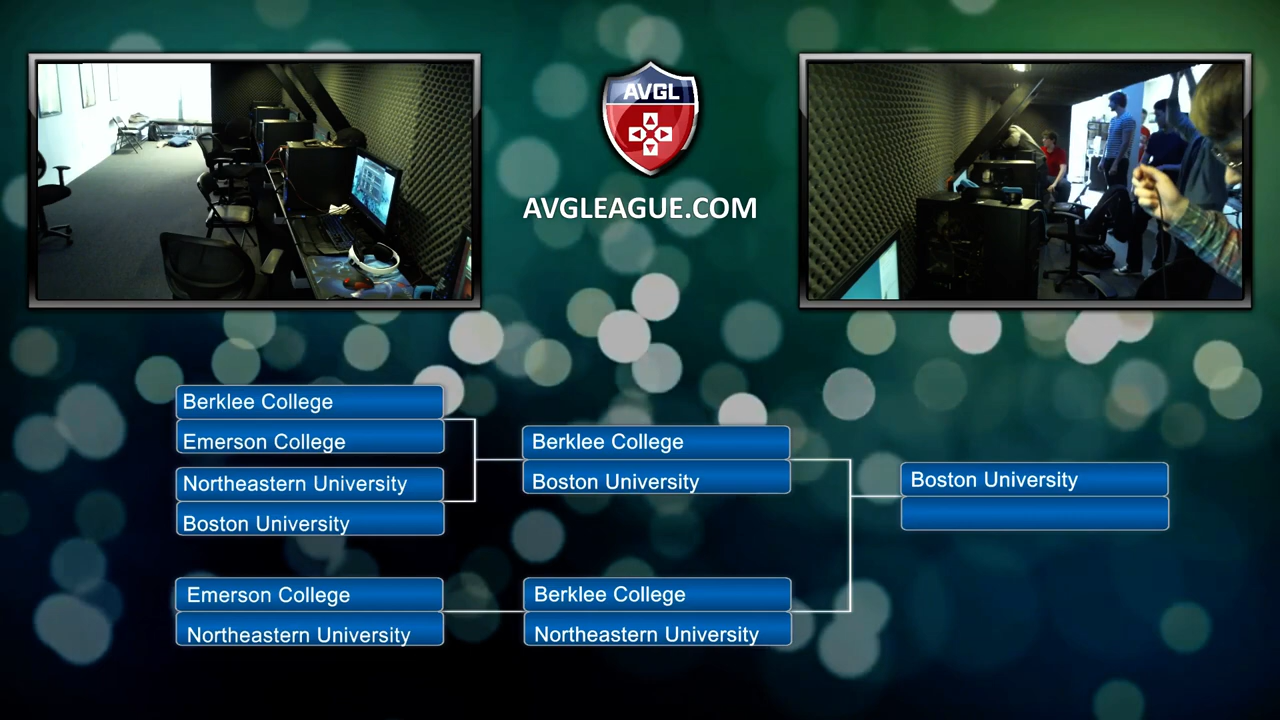 AVGL
AVGLEAGUE.COM
Berklee College
Emerson College
Northeastern University
Boston University
Berklee College
Boston University
Boston University
Emerson College
Northeastern University
Berklee College
Northeastern University